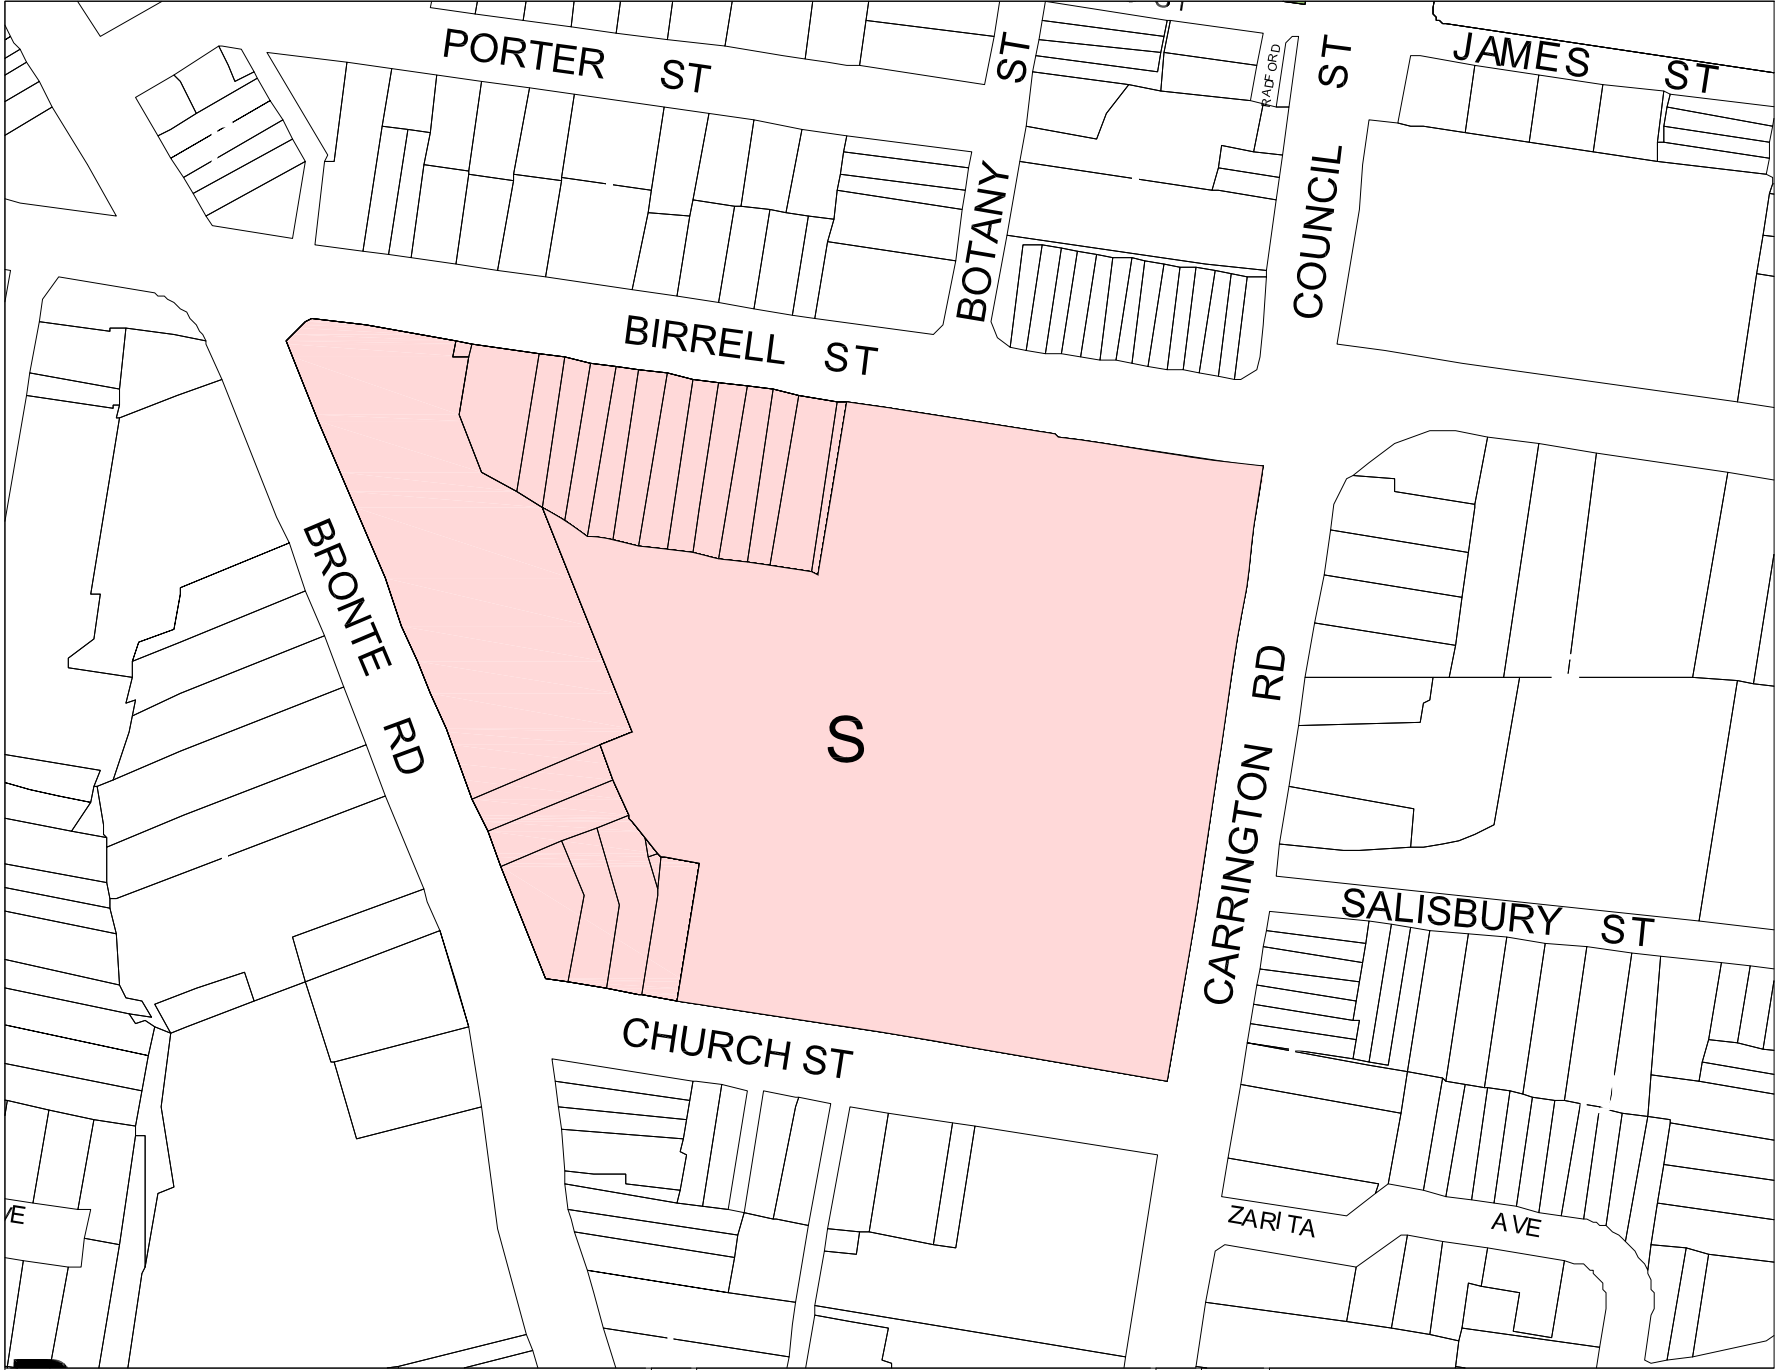 PORTER ST
JAMES ST
RADFORD
BOTANY ST
COUNCIL ST
BIRRELL ST
BRONTE RD
S
CARRINGTON RD
SALISBURY ST
CHURCH ST
ZARITA AVE